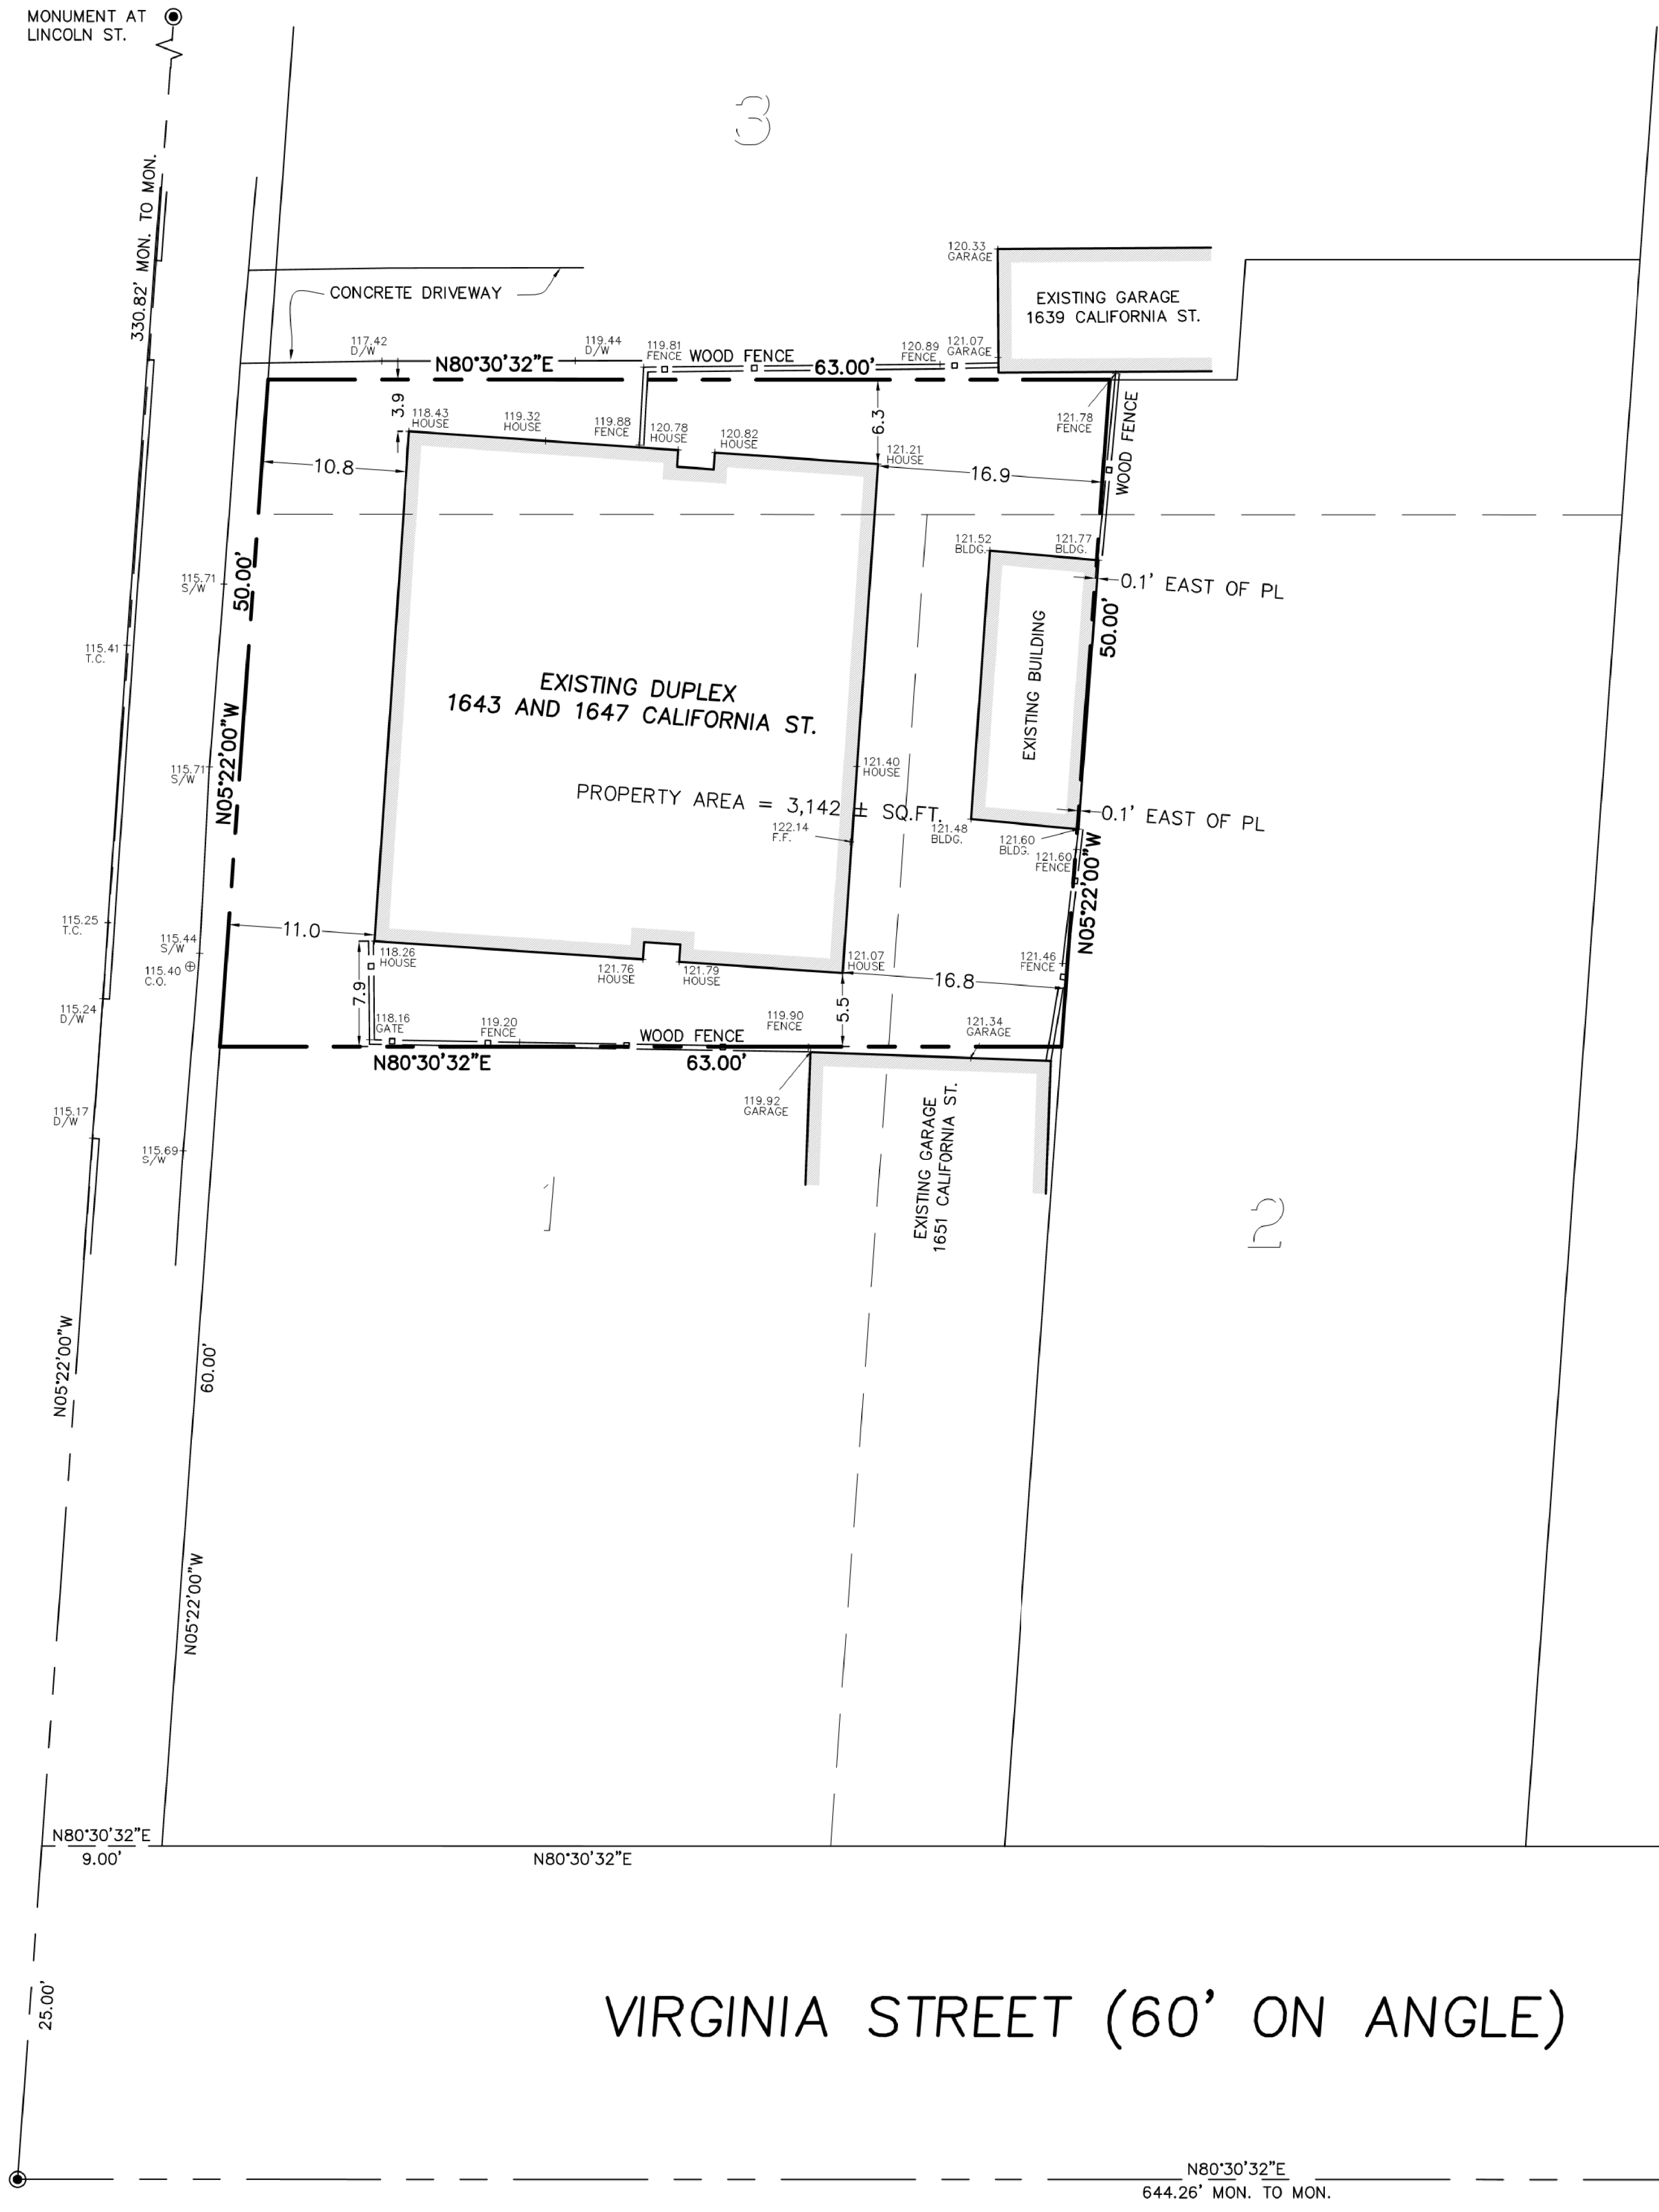 MONUMENT AT
LINCOLN ST.
3
330.82' MON. TO MON.
120.33
GARAGE
EXISTING GARAGE
1639 CALIFORNIA ST.
CONCRETE DRIVEWAY
117.42
D/W
119.44
D/W
119.81
FENCE
WOOD FENCE
120.89
FENCE
121.07
GARAGE
N80°30'32"E
63.00'
3.9
118.43
HOUSE
119.32
HOUSE
119.88
FENCE
120.78
HOUSE
120.82
HOUSE
6.3
121.78
FENCE
WOOD FENCE
121.21
HOUSE
10.8
16.9
121.52
BLDG.
121.77
BLDG.
115.71
S/W
50.00'
0.1' EAST OF PL
50.00'
115.41
T.C.
EXISTING DUPLEX
1643 AND 1647 CALIFORNIA ST.
EXISTING BUILDING
N05°22'00"W
115.71
S/W
121.40
HOUSE
PROPERTY AREA = 3,142 ± SQ.FT.
122.14
F.F.
0.1' EAST OF PL
121.48
BLDG.
121.60
BLDG.
121.60
FENCE
N05°22'00"W
115.25
T.C.
11.0
115.44
S/W
115.40
C.O.
118.26
HOUSE
121.76
HOUSE
121.79
HOUSE
121.07
HOUSE
121.46
FENCE
16.8
7.9
5.5
115.24
D/W
118.16
GATE
119.20
FENCE
WOOD FENCE
119.90
FENCE
121.34
GARAGE
N80°30'32"E
63.00'
119.92
GARAGE
115.17
D/W
115.69
S/W
EXISTING GARAGE
1651 CALIFORNIA ST.
1
2
N05°22'00"W
60.00'
N05°22'00"W
N80°30'32"E
9.00'
N80°30'32"E
25.00'
VIRGINIA STREET (60' ON ANGLE)
N80°30'32"E
644.26' MON. TO MON.